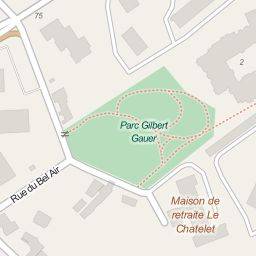 75
2
Parc Gilbert
Gauer
Rue du Bel Air
Maison de
retraite Le
Chatelet